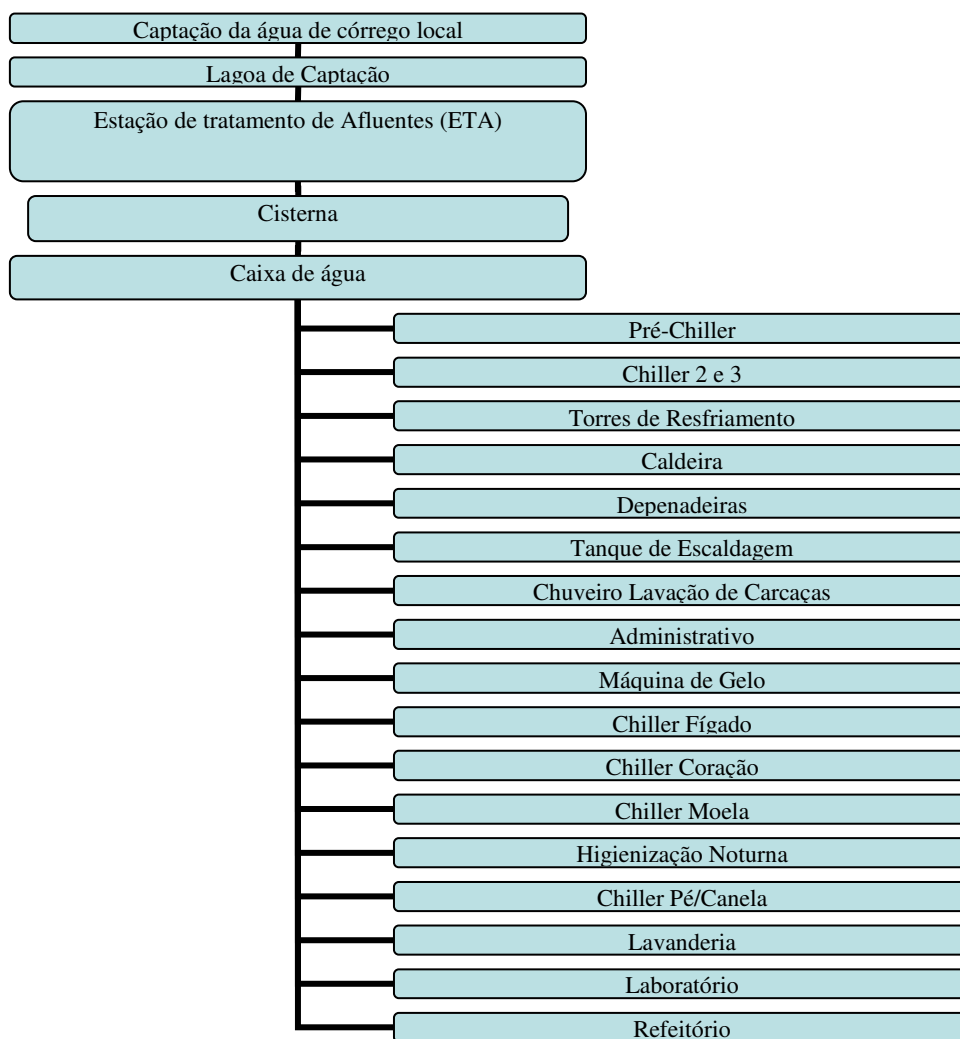 Captação da água de córrego local
Lagoa de Captação
Estação de tratamento de Afluentes (ETA)
Cisterna
Caixa de água
Pré-Chiller
Chiller 2 e 3
Torres de Resfriamento
Caldeira
Depenadeiras
Tanque de Escaldagem
Chuveiro Lavação de Carcaças
Administrativo
Máquina de Gelo
Chiller Fígado
Chiller Coração
Chiller Moela
Higienização Noturna
Chiller Pé/Canela
Lavanderia
Laboratório
Refeitório